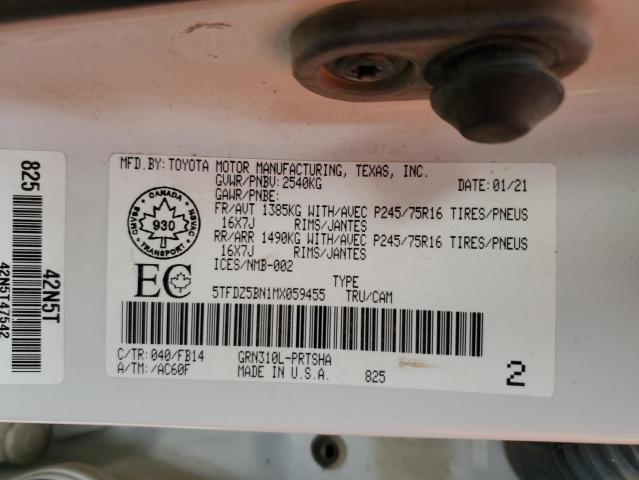 MFD.BY: TOYOTA MOTOR MANUFACTURING, TEXAS, INC.
GVWR/PNBV: 2540KG DATE: 01/21
GAWR/PNBE:
FR/AVT 1385KG WITH/AVEC P245/75R16 TIRES/PNEUS
16X7J RIMS/JANTES
RR/ARR 1490KG WITH/AVEC P245/75R16 TIRES/PNEUS
16X7J RIMS/JANTES
ICES/NMB-002
CANADA
930
EC
TYPE
5TFDZ5BN1MX059455 TRU/CAM
C/TR: 040/FB14 GRN310L-PRTSHA
A/TM: /AC60F MADE IN U.S.A. 825
2
825
42N5T
42N5T47542